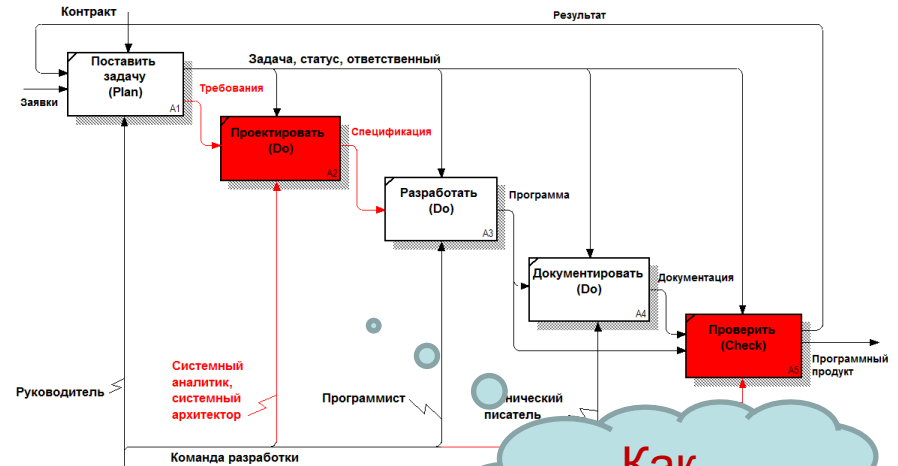 Контракт
Результат
Поставить
задачу
(Plan)
A1
Заявки
Задача, статус, ответственный
Требования
Проектировать
(Do)
A2
Спецификация
Разработать
(Do)
A3
Программа
Документировать
(Do)
A4
Документация
Проверить
(Check)
A5
Программный
продукт
Системный
аналитик,
системный
архитектор
Руководитель
Программист
писатель
Команда разработки
Как